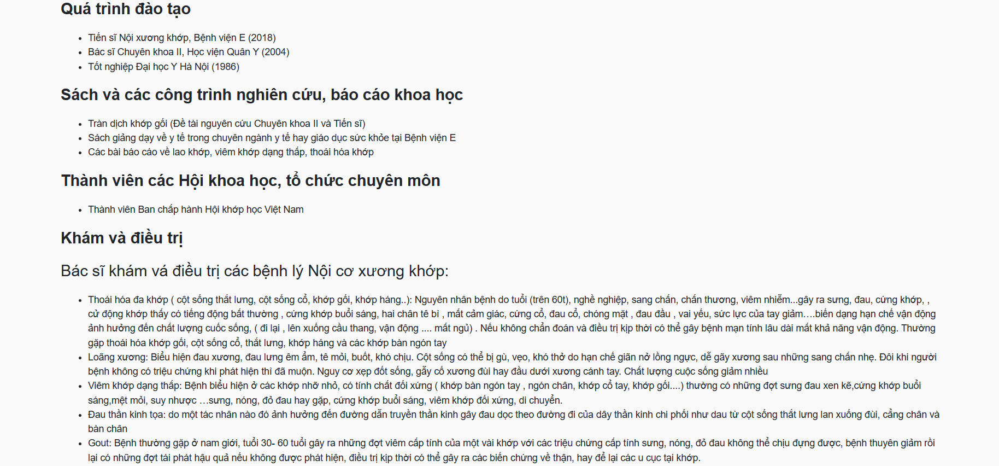 Quá trình đào tạo
Tiến sĩ Nội xương khớp, Bệnh viện E (2018)
Bác sĩ Chuyên khoa II, Học viện Quân Y (2004)
Tốt nghiệp Đại học Y Hà Nội (1986)
Sách và các công trình nghiên cứu, báo cáo khoa học
Tràn dịch khớp gối (Đề tài nguyên cứu Chuyên khoa II và Tiến sĩ)
Sách giảng dạy về y tế trong chuyên ngành y tế hay giáo dục sức khỏe tại Bệnh viện E
Các bài báo cáo về lao khớp, viêm khớp dạng thấp, thoái hóa khớp
Thành viên các Hội khoa học, tổ chức chuyên môn
Thành viên Ban chấp hành Hội khớp học Việt Nam
Khám và điều trị
Bác sĩ khám vá điều trị các bệnh lý Nội cơ xương khớp:
Thoái hóa đa khớp ( cột sống thắt lưng, cột sống cổ, khớp gối, khớp háng..): Nguyên nhân bệnh do tuổi (trên 60t), nghề nghiệp, sang chấn, chấn thương, viêm nhiễm...gây ra sưng, đau, cứng khớp, ,
cử động khớp thấy có tiếng động bất thường , cứng khớp buổi sáng, hai chân tê bì , mất cảm giác, cứng cổ, đau cổ, chóng mặt , đau đầu , vai yếu, sức lực của tay giảm….biến dạng hạn chế vận động
ảnh hưởng đến chất lượng cuốc sống, ( đi lại , lên xuống cầu thang, vận động .... mất ngủ) . Nếu không chẩn đoán và điều trị kịp thời có thể gây bệnh mạn tính lâu dài mất khả năng vận động. Thường
gặp thoái hóa khớp gối, cột sống cổ, thắt lưng, khớp háng và các khớp bàn ngón tay
Loãng xương: Biểu hiện đau xương, đau lưng êm ẩm, tê mỏi, buốt, khó chịu. Cột sống có thể bị gù, vẹo, khó thở do hạn chế giãn nở lồng ngực, dễ gãy xương sau những sang chấn nhẹ. Đôi khi người
bệnh không có triệu chứng khi phát hiện thì đã muộn. Nguy cơ xẹp đốt sống, gẫy cố xương đùi hay đầu dưới xương cánh tay. Chất lượng cuộc sống giảm nhiều
Viêm khớp dạng thấp: Bệnh biểu hiện ở các khớp nhỡ nhỏ, có tính chất đối xứng ( khớp bàn ngón tay , ngón chân, khớp cổ tay, khớp gối....) thường có những đợt sưng đau xen kẽ,cứng khớp buổi
sáng,mệt mỏi, suy nhược …sưng, nóng, đỏ đau hay gặp, cứng khớp buổi sáng, viêm khớp đối xứng, di chuyển.
Đau thần kinh tọa: do một tác nhân nào đó ảnh hưởng đến đường dẫn truyền thần kinh gây đau dọc theo đường đi của dây thần kinh chi phối như dau từ cột sống thắt lưng lan xuống đùi, cẳng chân và
bàn chân
Gout: Bệnh thường gặp ở nam giới, tuổi 30- 60 tuổi gây ra những đợt viêm cấp tính của một vài khớp với các triệu chứng cấp tính sưng, nóng, đỏ đau không thể chịu đựng được, bệnh thuyên giảm rồi
lại có những đợt tái phát hậu quả nếu không được phát hiện, điều trị kịp thời có thể gây ra các biến chứng về thận, hay để lại các u cục tại khớp.